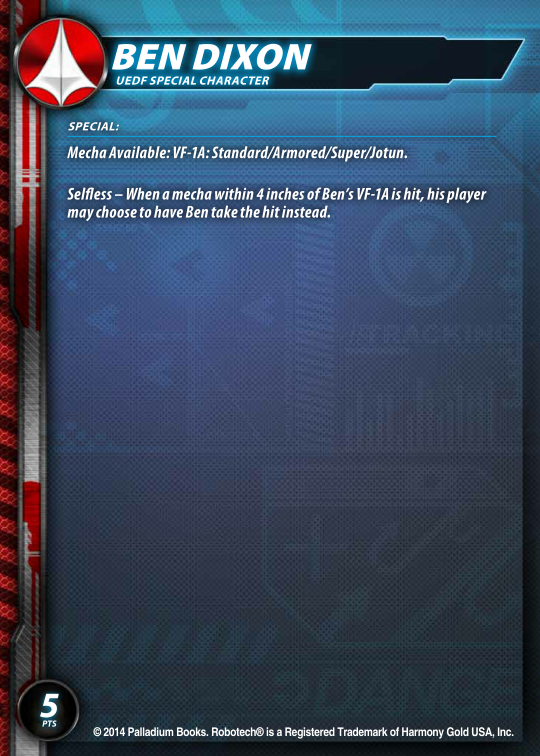 BEN DIXON
UEDF SPECIAL CHARACTER
SPECIAL:
Mecha Available: VF-1A: Standard/Armored/Super/Jotun.
Selfless – When a mecha within 4 inches of Ben's VF-1A is hit, his player
may choose to have Ben take the hit instead.
TRACKING
DANCE
5
PTS
© 2014 Palladium Books. Robotech® is a Registered Trademark of Harmony Gold USA, Inc.